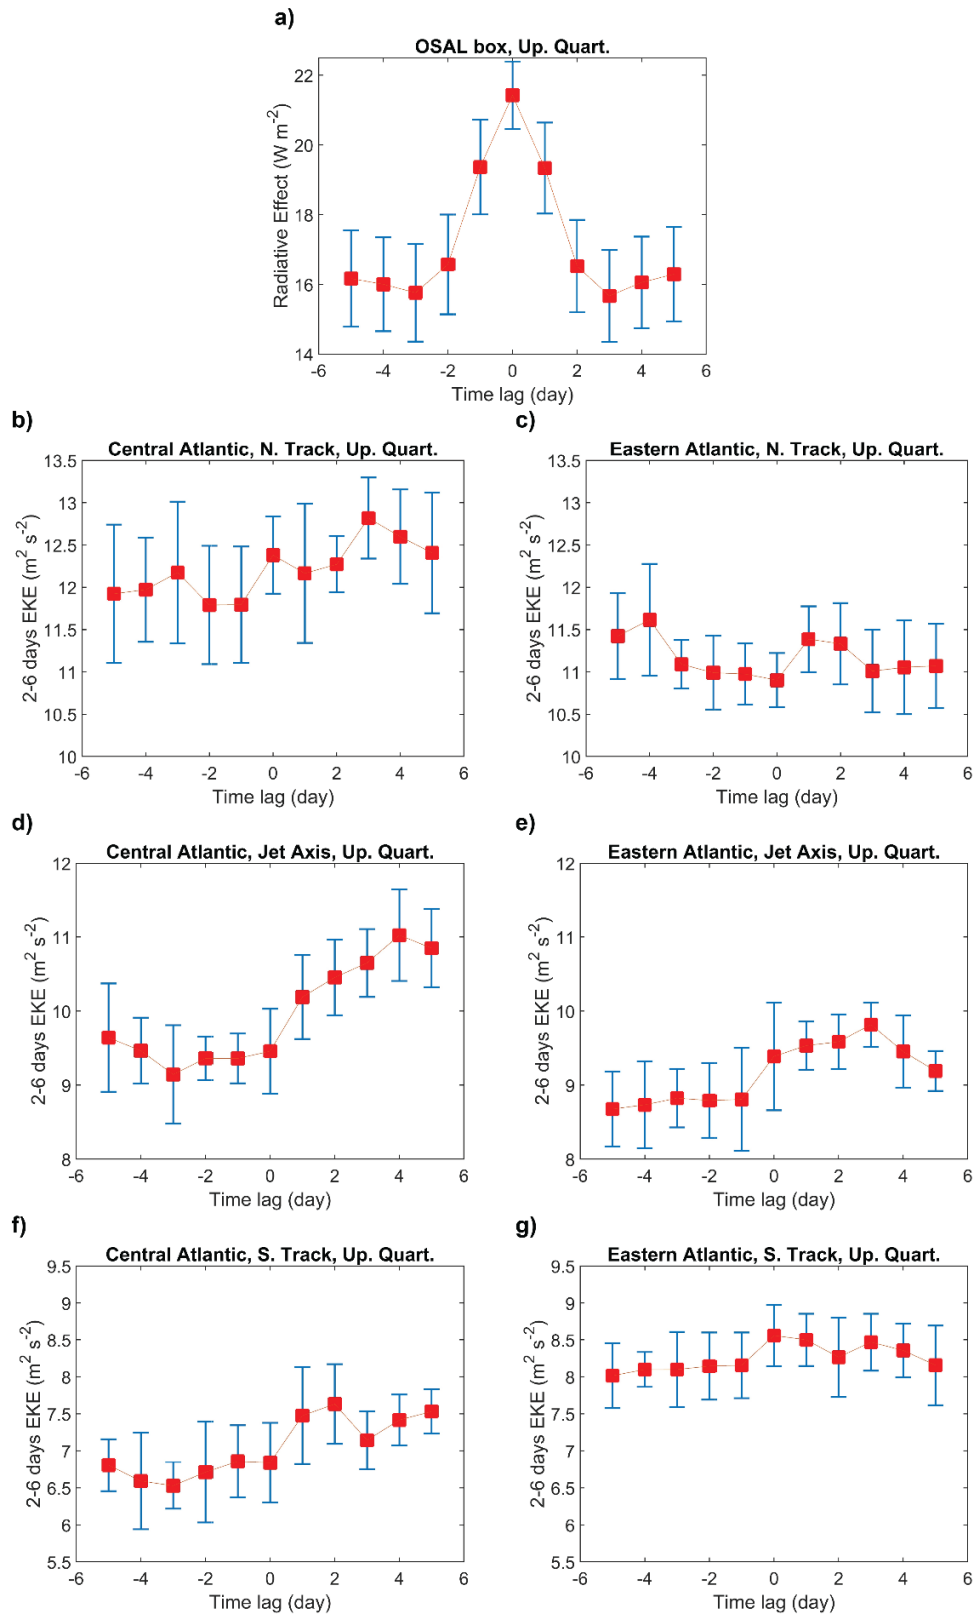 a)
OSAL box, Up. Quart.
Radiative Effect (W m-2)
22
20
18
16
14
-6 -4 -2 0 2 4 6
Time lag (day)
b)
Central Atlantic, N. Track, Up. Quart.
2-6 days EKE (m2 s-2)
13.5
13
12.5
12
11.5
11
10.5
10
-6 -4 -2 0 2 4 6
Time lag (day)
c)
Eastern Atlantic, N. Track, Up. Quart.
2-6 days EKE (m2 s-2)
13.5
13
12.5
12
11.5
11
10.5
10
-6 -4 -2 0 2 4 6
Time lag (day)
d)
Central Atlantic, Jet Axis, Up. Quart.
2-6 days EKE (m2 s-2)
12
11
10
9
8
-6 -4 -2 0 2 4 6
Time lag (day)
e)
Eastern Atlantic, Jet Axis, Up. Quart.
2-6 days EKE (m2 s-2)
12
11
10
9
8
-6 -4 -2 0 2 4 6
Time lag (day)
f)
Central Atlantic, S. Track, Up. Quart.
2-6 days EKE (m2 s-2)
9.5
9
8.5
8
7.5
7
6.5
6
5.5
-6 -4 -2 0 2 4 6
Time lag (day)
g)
Eastern Atlantic, S. Track, Up. Quart.
2-6 days EKE (m2 s-2)
9.5
9
8.5
8
7.5
7
6.5
6
5.5
-6 -4 -2 0 2 4 6
Time lag (day)